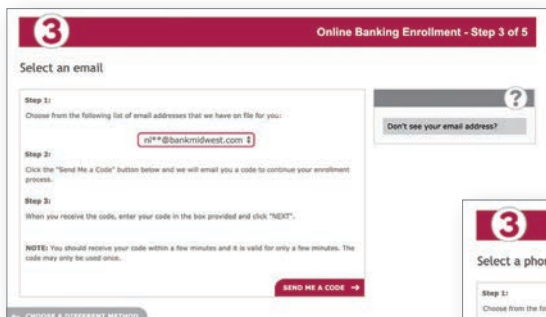 3
Online Banking Enrollment - Step 3 of 5
Select an email
Step 1:
Choose from the following list of email addresses that we have on file for you:
ni**@bankmidwest.com
Step 2:
Click the "Send Me a Code" button below and we will email you a code to continue your enrollment
process.
Step 3:
When you receive the code, enter your code in the box provided and click "NEXT".
NOTE: You should receive your code within a few minutes and it is valid for only a few minutes. The
code may only be used once.
SEND ME A CODE
CHOOSE A DIFFERENT METHOD
?
Don't see your email address?
3
Select a phon
Step 1:
Choose from the fo